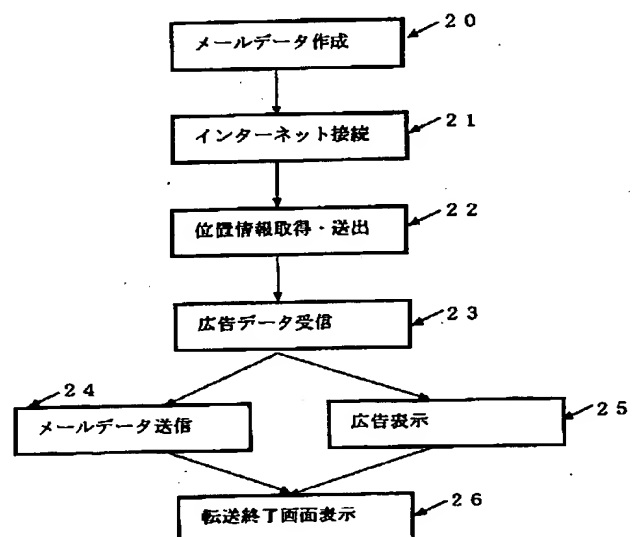 メールデータ作成
20
インターネット接続
21
位置情報取得・送出
22
広告データ受信
23
24
メールデータ送信
広告表示
25
転送終了画面表示
26